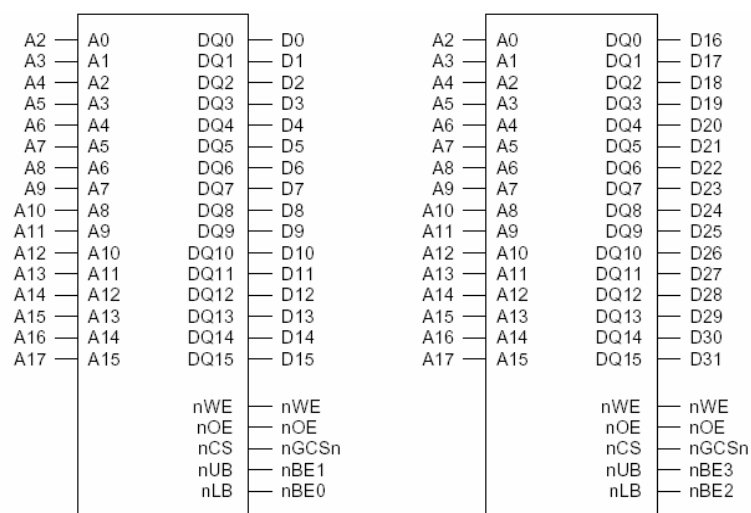 A2 A0 DQ0 D0 A2 A0 DQ0 D16
A3 A1 DQ1 D1 A3 A1 DQ1 D17
A4 A2 DQ2 D2 A4 A2 DQ2 D18
A5 A3 DQ3 D3 A5 A3 DQ3 D19
A6 A4 DQ4 D4 A6 A4 DQ4 D20
A7 A5 DQ5 D5 A7 A5 DQ5 D21
A8 A6 DQ6 D6 A8 A6 DQ6 D22
A9 A7 DQ7 D7 A9 A7 DQ7 D23
A10 A8 DQ8 D8 A10 A8 DQ8 D24
A11 A9 DQ9 D9 A11 A9 DQ9 D25
A12 A10 DQ10 D10 A12 A10 DQ10 D26
A13 A11 DQ11 D11 A13 A11 DQ11 D27
A14 A12 DQ12 D12 A14 A12 DQ12 D28
A15 A13 DQ13 D13 A15 A13 DQ13 D29
A16 A14 DQ14 D14 A16 A14 DQ14 D30
A17 A15 DQ15 D15 A17 A15 DQ15 D31
nWE nWE nWE nWE
nOE nOE nOE nOE
nCS nGCSn nCS nGCSn
nUB nBE1 nUB nBE3
nLB nBE0 nLB nBE2